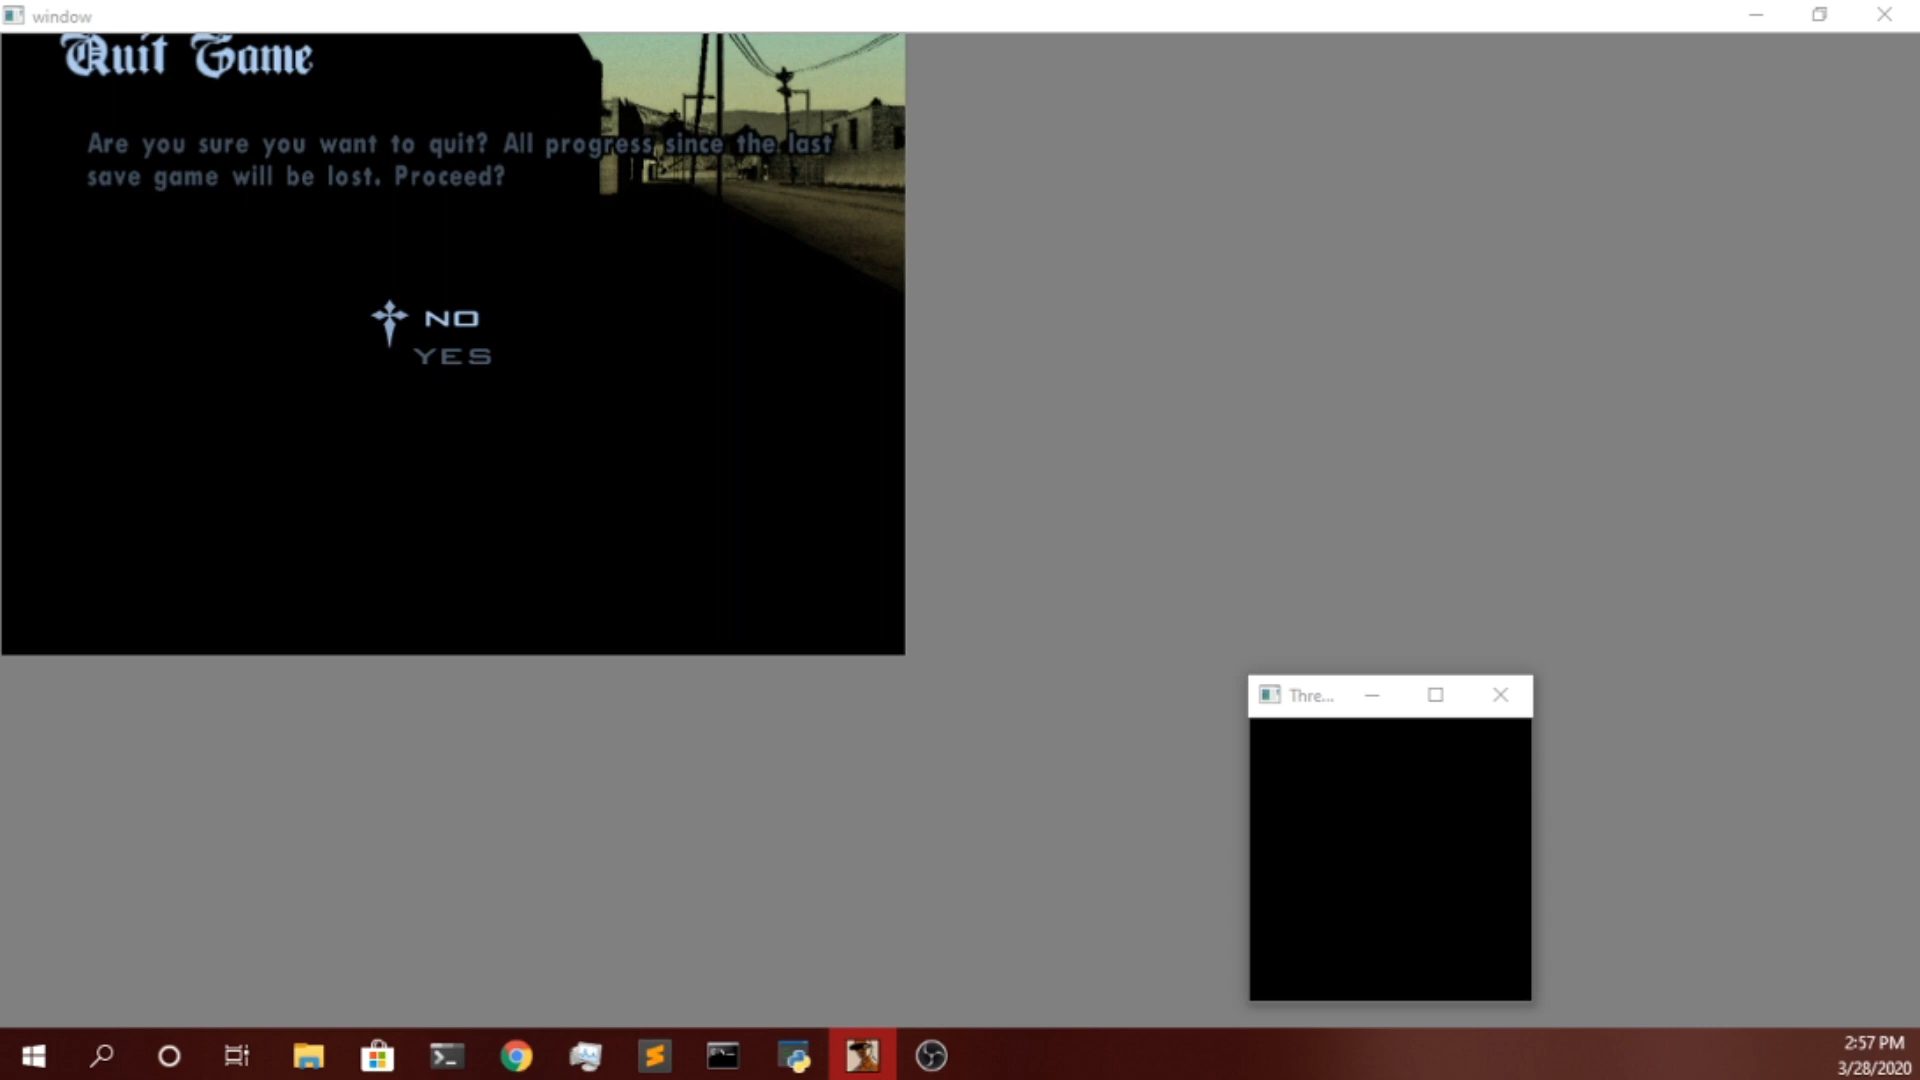 window
Quit Game
Are you sure you want to quit? All progress since the last
save game will be lost. Proceed?
NO
YES
Thre...
2:57 PM
3/28/2020